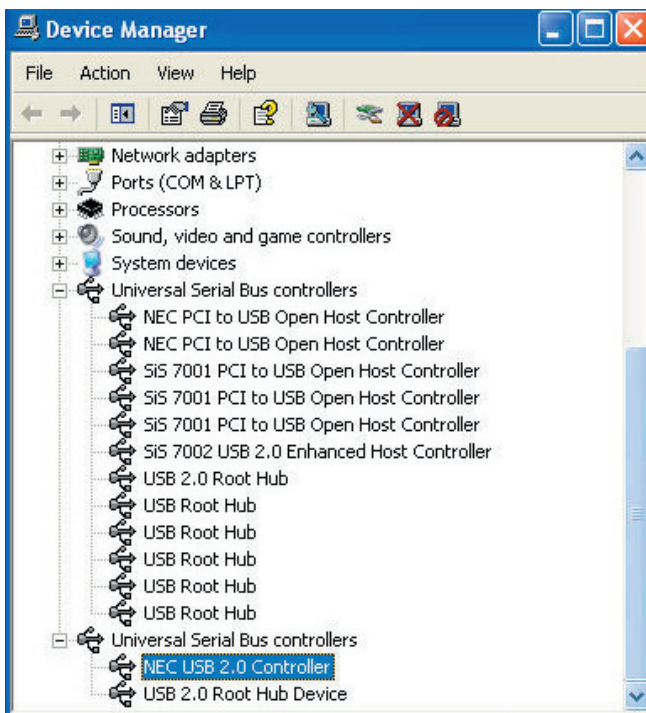 Device Manager
File Action View Help
Network adapters
Ports (COM & LPT)
Processors
Sound, video and game controllers
System devices
Universal Serial Bus controllers
NEC PCI to USB Open Host Controller
NEC PCI to USB Open Host Controller
SiS 7001 PCI to USB Open Host Controller
SiS 7001 PCI to USB Open Host Controller
SiS 7001 PCI to USB Open Host Controller
SiS 7002 USB 2.0 Enhanced Host Controller
USB 2.0 Root Hub
USB Root Hub
USB Root Hub
USB Root Hub
USB Root Hub
USB Root Hub
Universal Serial Bus controllers
NEC USB 2.0 Controller
USB 2.0 Root Hub Device